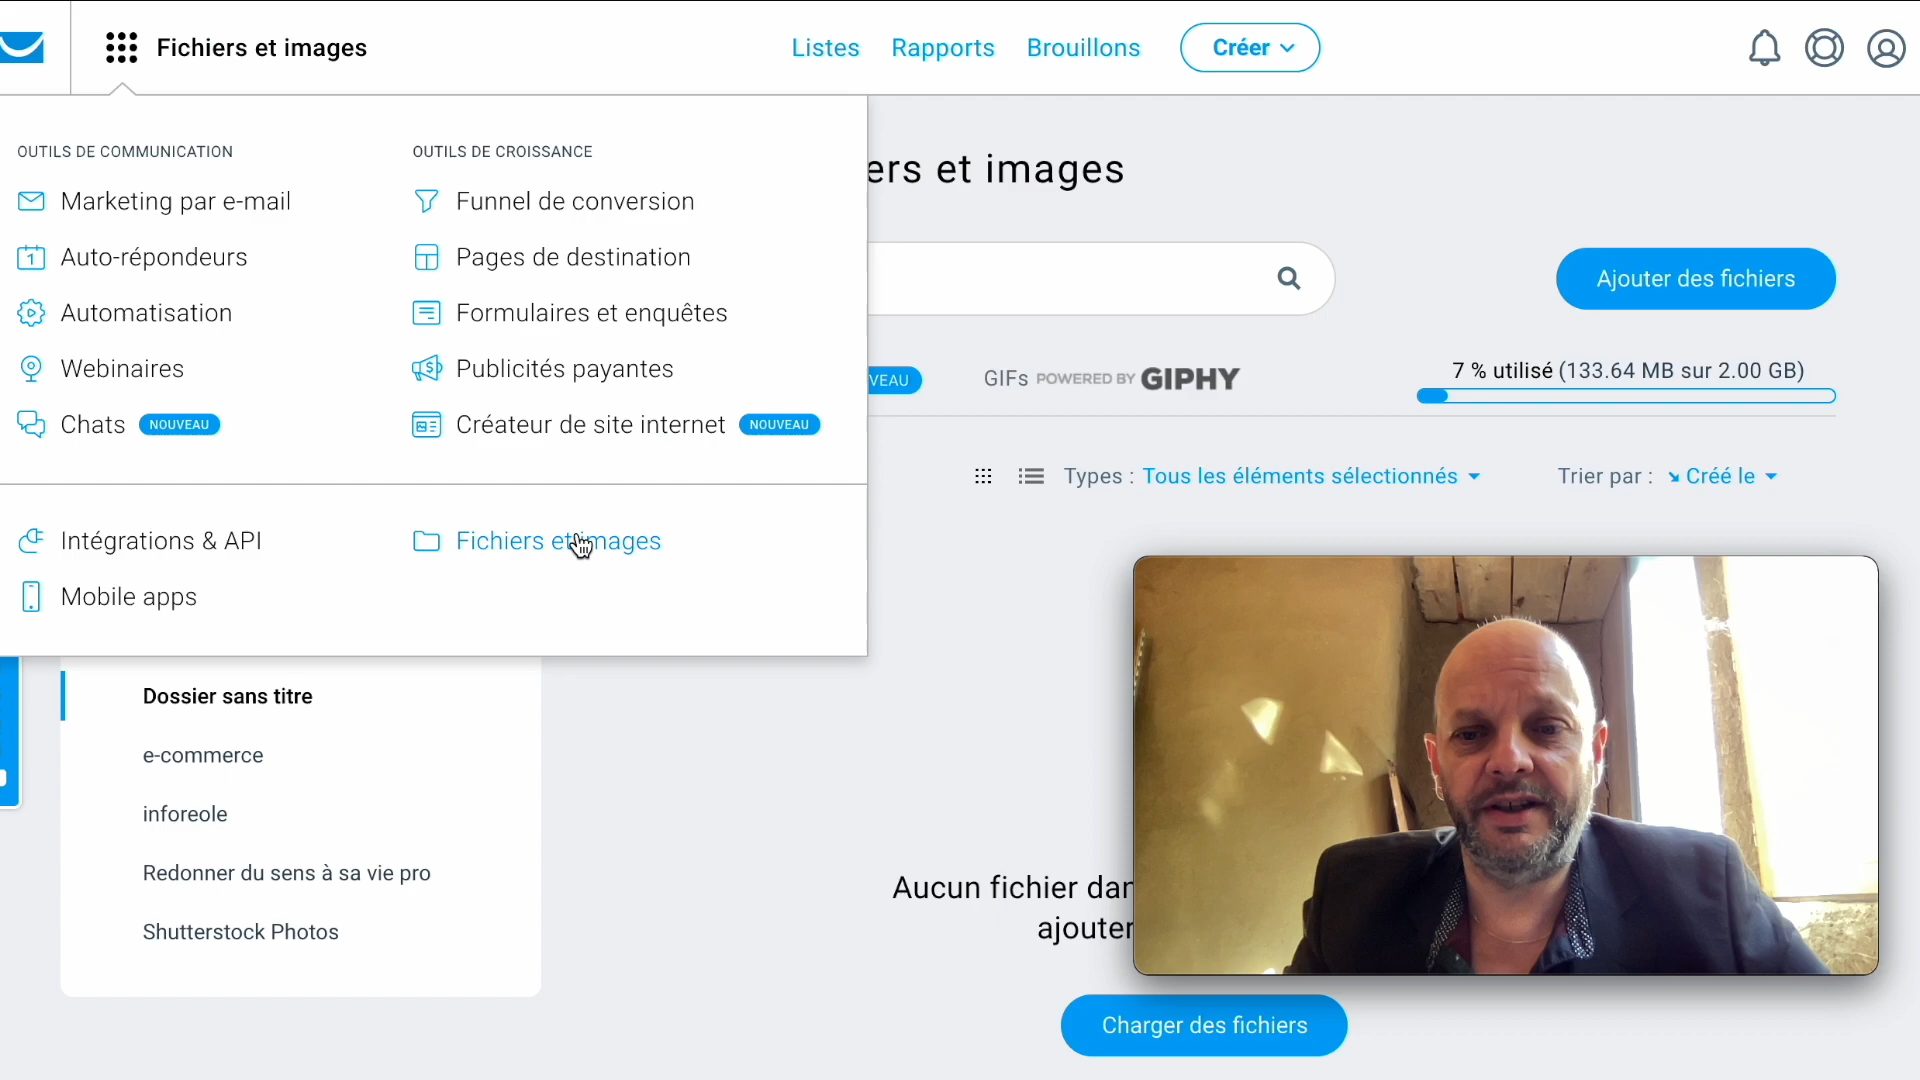 Fichiers et images
Listes
Rapports
Brouillons
Créer
OUTILS DE COMMUNICATION
Marketing par e-mail
Auto-répondeurs
Automatisation
Webinaires
Chats NOUVEAU
OUTILS DE CROISSANCE
Funnel de conversion
Pages de destination
Formulaires et enquêtes
Publicités payantes
Créateur de site internet NOUVEAU
Intégrations & API
Mobile apps
Fichiers et images
ers et images
Ajouter des fichiers
VEAU
GIFs POWERED BY GIPHY
7 % utilisé (133.64 MB sur 2.00 GB)
Types : Tous les éléments sélectionnés
Trier par : Créé le
Dossier sans titre
e-commerce
inforeole
Redonner du sens à sa vie pro
Shutterstock Photos
Aucun fichier dan
ajouter
Charger des fichiers